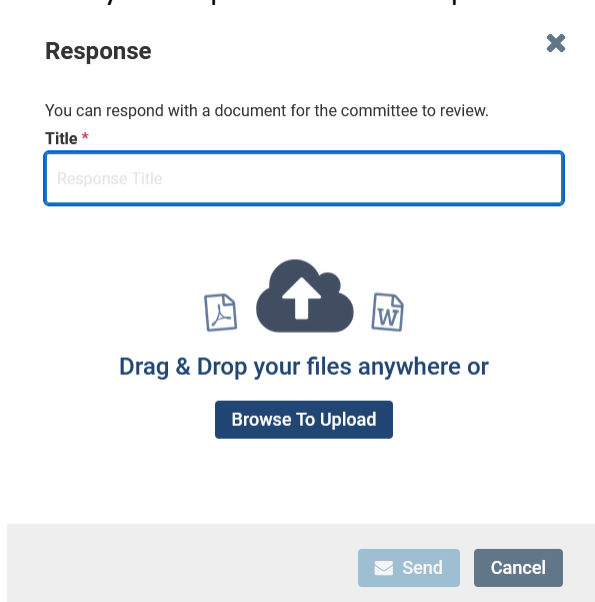 Response
You can respond with a document for the committee to review.
Title *
Response Title
W
Drag & Drop your files anywhere or
Browse To Upload
Send
Cancel